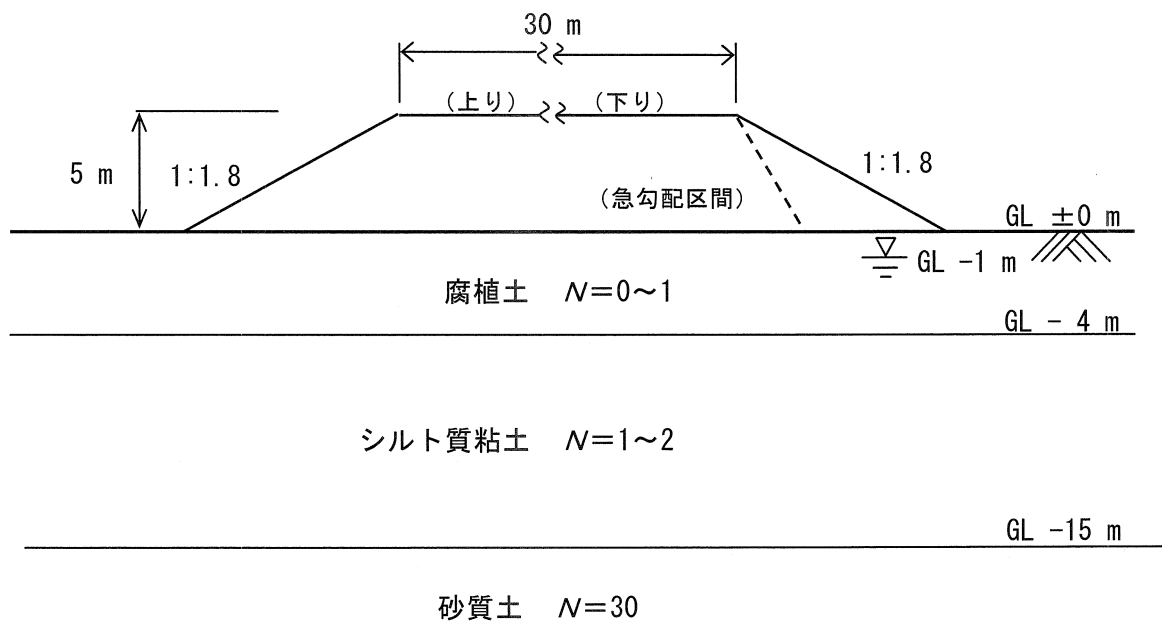 30 m
(上り) (下り)
5 m
1:1.8
1:1.8
(急勾配区間)
GL ±0 m
GL -1 m
腐植土 N=0~1
GL - 4 m
シルト質粘土 N=1~2
GL -15 m
砂質土 N=30